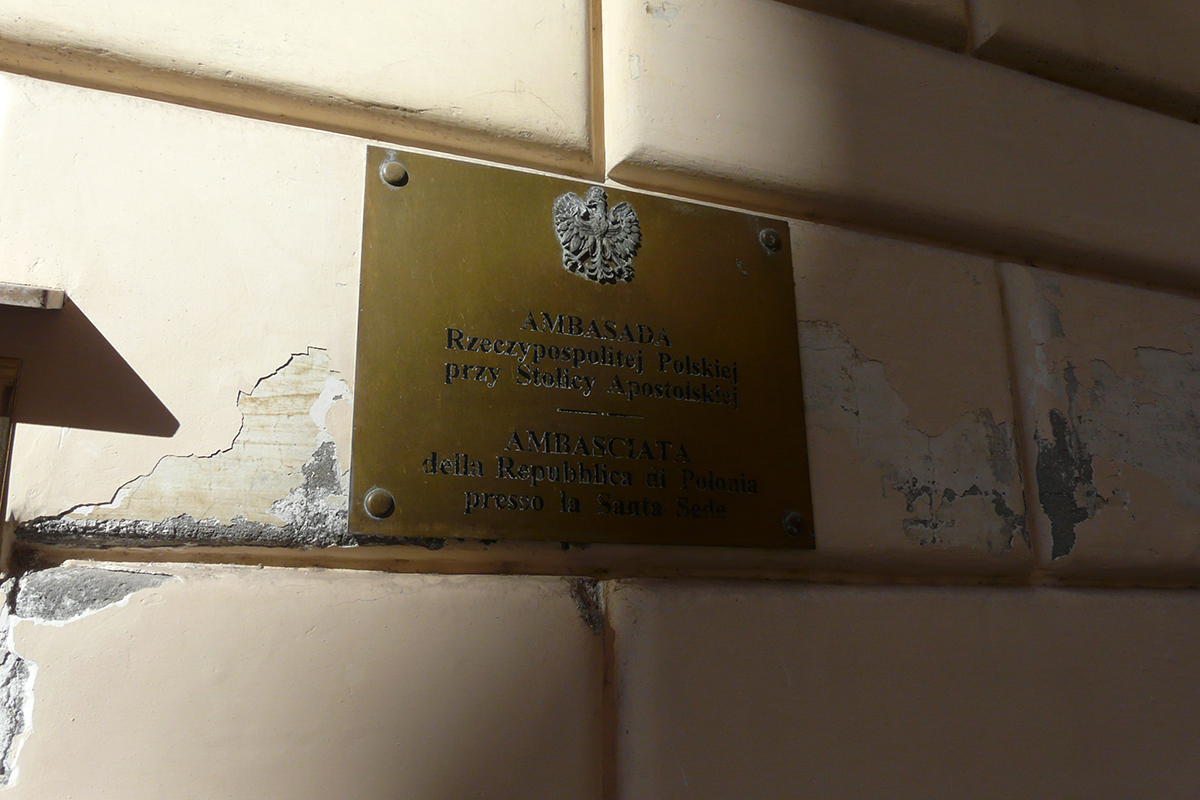 AMBASADA
Rzeczypospolitej Polskiej
przy Stolicy Apostolskiej
AMBASCIATA
della Repubblica di Polonia
presso la Santa Sede